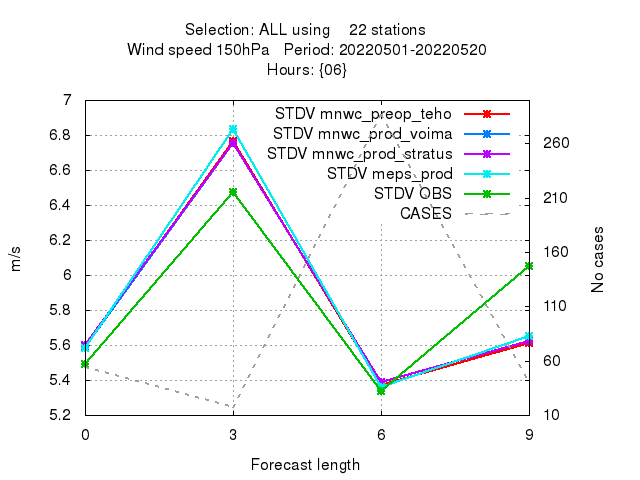 Selection: ALL using    22 stations
Wind speed 150hPa   Period: 20220501-20220520
Hours: {06}
STDV mnwc_preop_teho
STDV mnwc_prod_voima
STDV mnwc_prod_stratus
STDV meps_prod
STDV OBS
CASES
7
6.8
6.6
6.4
6.2
6
5.8
5.6
5.4
5.2
m/s
260
210
160
110
60
10
No cases
0
3
6
9
Forecast length